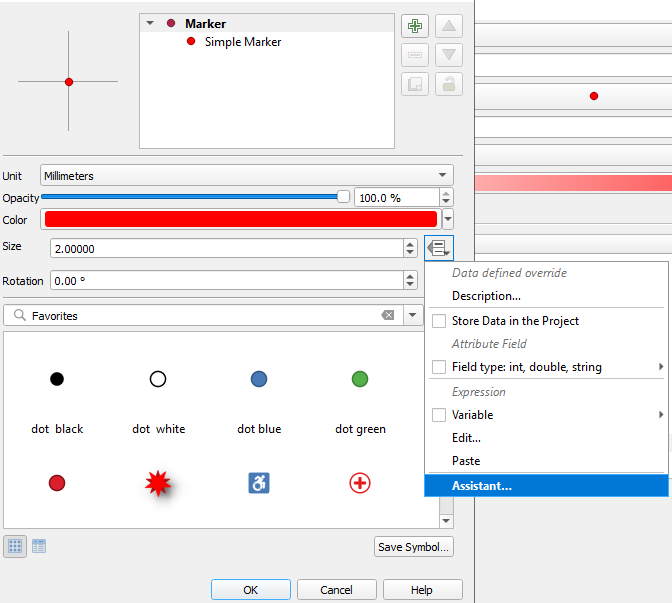 Marker
Simple Marker
Unit
Millimeters
Opacity
100.0 %
Color
Size
2.00000
Rotation
0.00 °
Data defined override
Description...
Store Data in the Project
Attribute Field
Field type: int, double, string
Expression
Variable
Edit...
Paste
Assistant...
Favorites
dot  black
dot  white
dot blue
dot green
Save Symbol...
OK
Cancel
Help